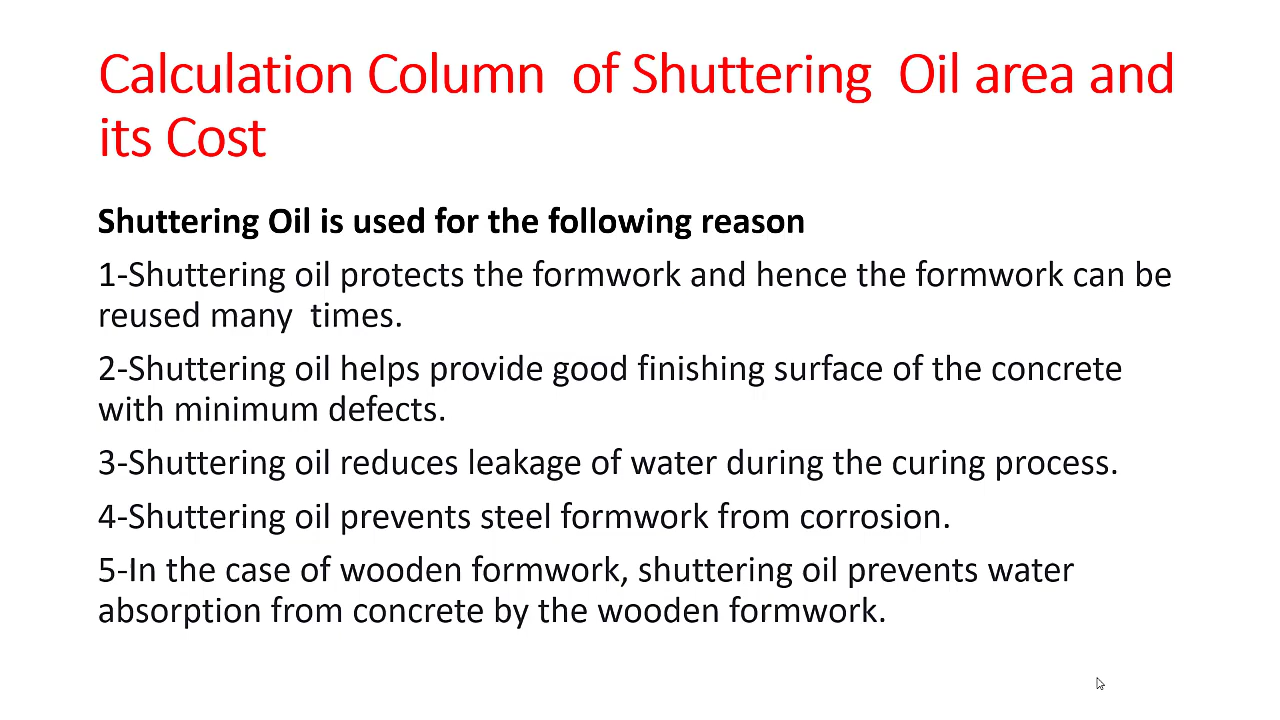 Calculation Column  of Shuttering  Oil area and
its Cost
Shuttering Oil is used for the following reason
1-Shuttering oil protects the formwork and hence the formwork can be
reused many  times.
2-Shuttering oil helps provide good finishing surface of the concrete
with minimum defects.
3-Shuttering oil reduces leakage of water during the curing process.
4-Shuttering oil prevents steel formwork from corrosion.
5-In the case of wooden formwork, shuttering oil prevents water
absorption from concrete by the wooden formwork.